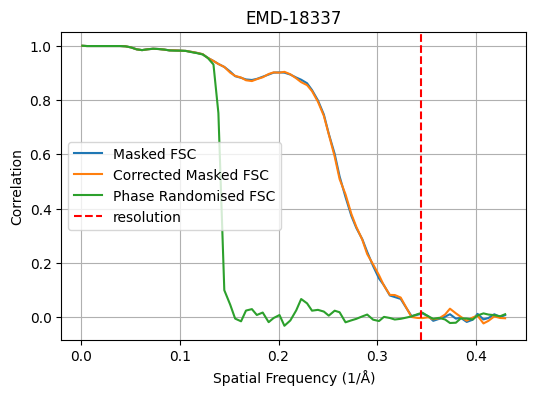 EMD-18337
1.0
0.8
0.6
0.4
0.2
0.0
Correlation
Masked FSC
Corrected Masked FSC
Phase Randomised FSC
resolution
0.0 0.1 0.2 0.3 0.4
Spatial Frequency (1/Å)